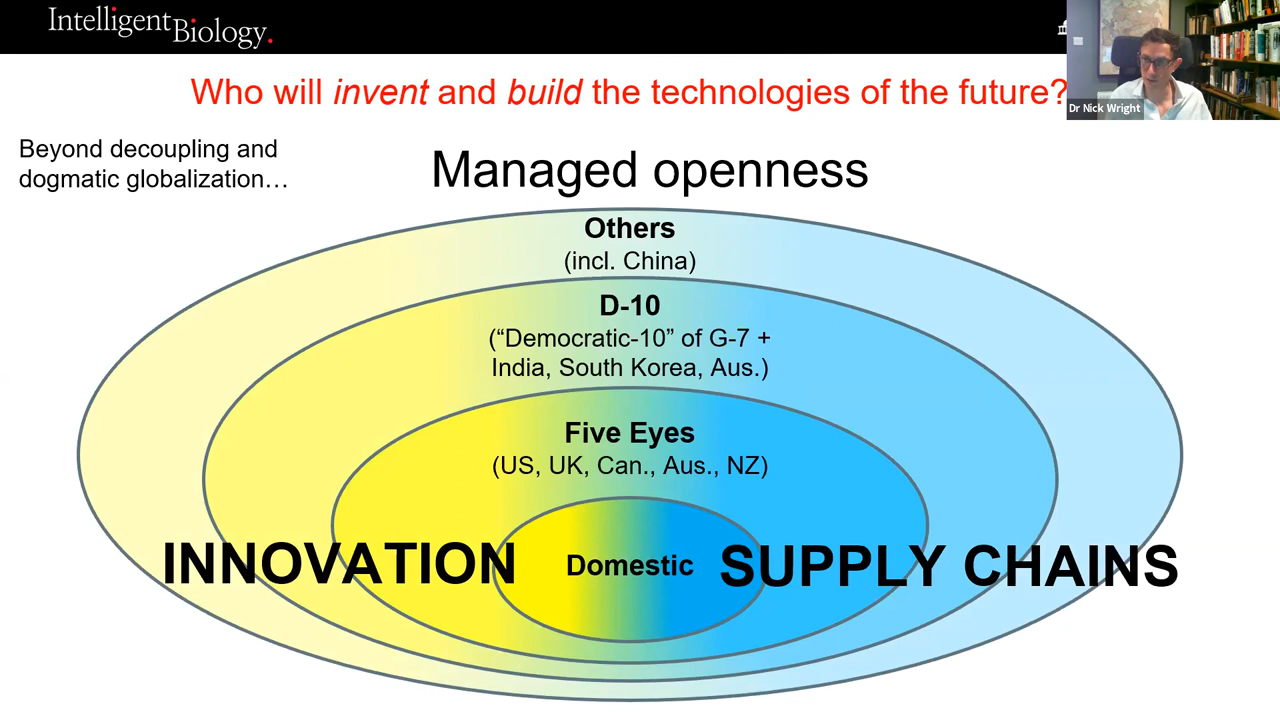 Intelligent Biology.
Who will invent and build the technologies of the future?
Dr Nick Wright
Beyond decoupling and
dogmatic globalization…
Managed openness
Others
(incl. China)
D-10
(“Democratic-10” of G-7 +
India, South Korea, Aus.)
Five Eyes
(US, UK, Can., Aus., NZ)
INNOVATION
Domestic
SUPPLY CHAINS